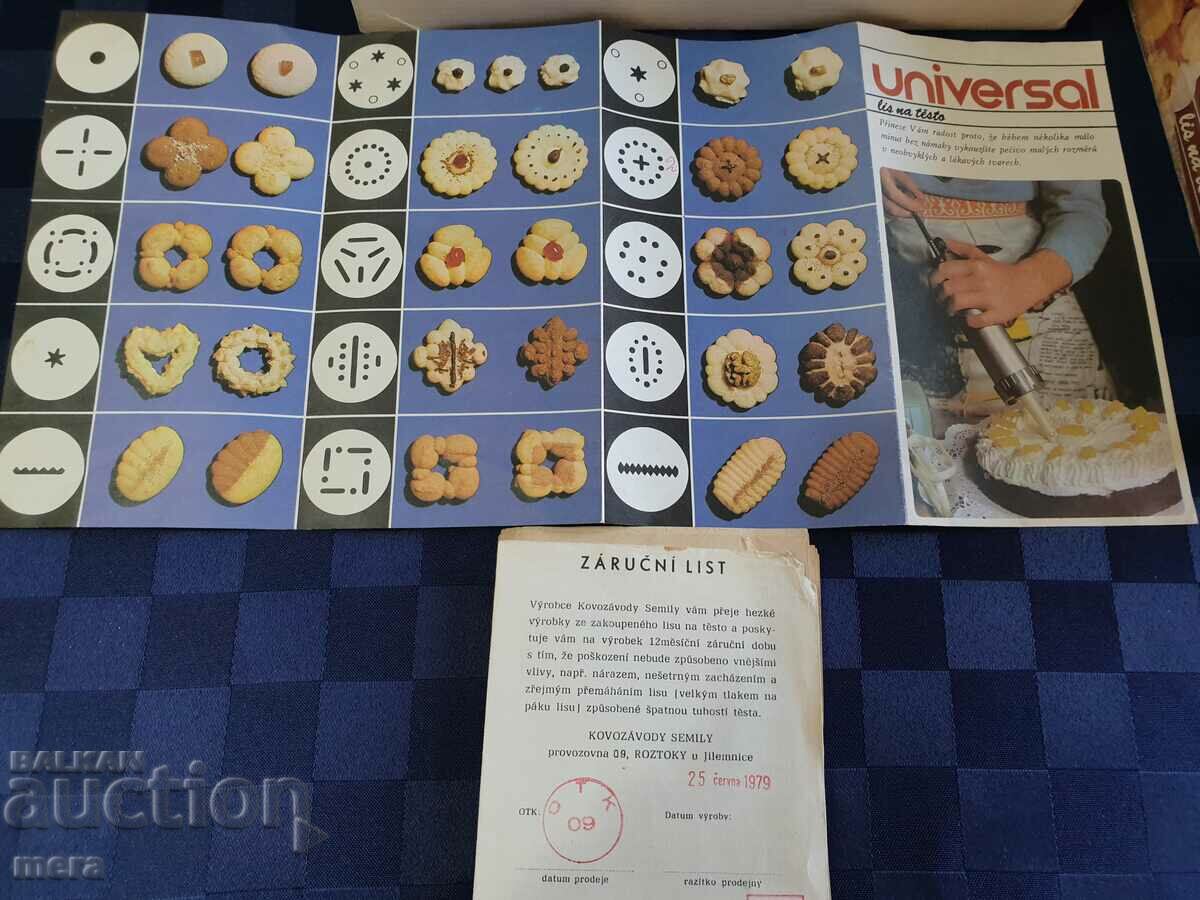 universal
lis na těsto
Přinese Vám radost proto, že během několika málo
minut bez námahy vykouzlíte pečivo malých rozměrů
v neobvyklých a lákavých tvarech.
lis na
ZÁRUČNÍ LIST
Výrobce Kovozávody Semily vám přeje hezké
výrobky ze zakoupeného lisu na těsto a posky-
tuje vám na výrobek 12měsíční záruční dobu
s tím, že poškození nebude způsobeno vnějšími
vlivy, např. nárazem, nešetrným zacházením a
zřejmým přemáháním lisu (velkým tlakem na
páku lisu) způsobené špatnou tuhostí těsta.
KOVOZÁVODY SEMILY
provozovna 09, ROZTOKY u Jilemnice
25 června 1979
OTK:
OTK
09
Datum výroby:
datum prodeje
razítko prodejny
BALKAN
auction
mera